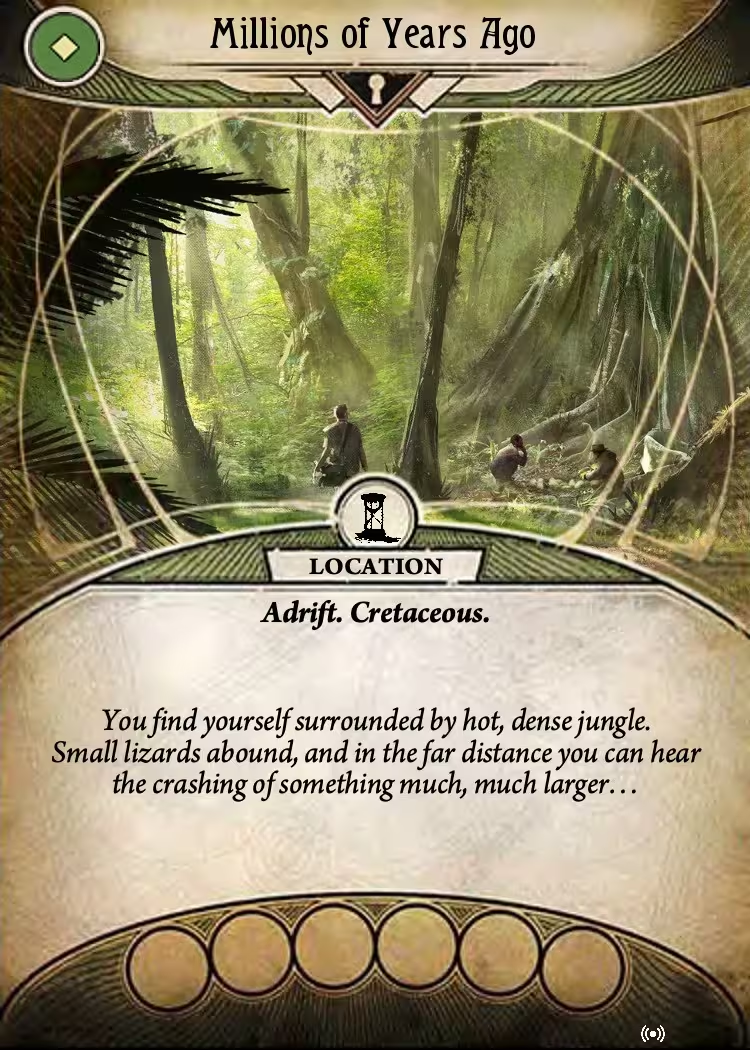 Millions of Years Ago
LOCATION
Adrift. Cretaceous.
You find yourself surrounded by hot, dense jungle.
Small lizards abound, and in the far distance you can hear
the crashing of something much, much larger…